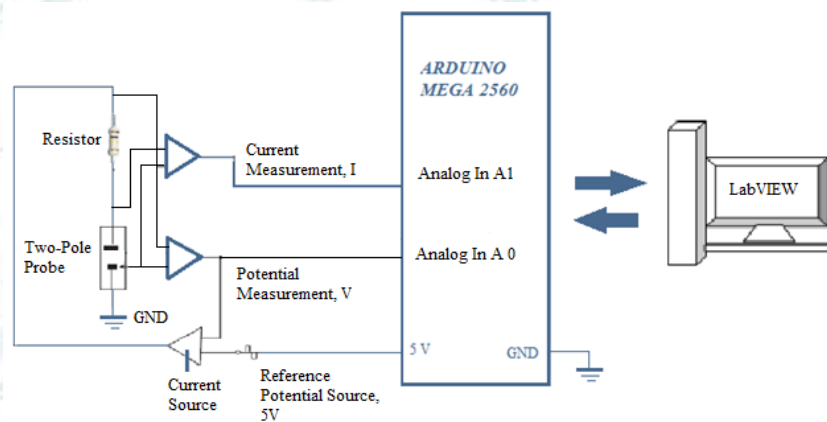 ARDUINO
MEGA 2560
Resistor
Current
Measurement, I
Analog In A1
LabVIEW
Two-Pole
Probe
Analog In A 0
Potential
Measurement, V
GND
5 V
GND
Current
Source
Reference
Potential Source,
5V